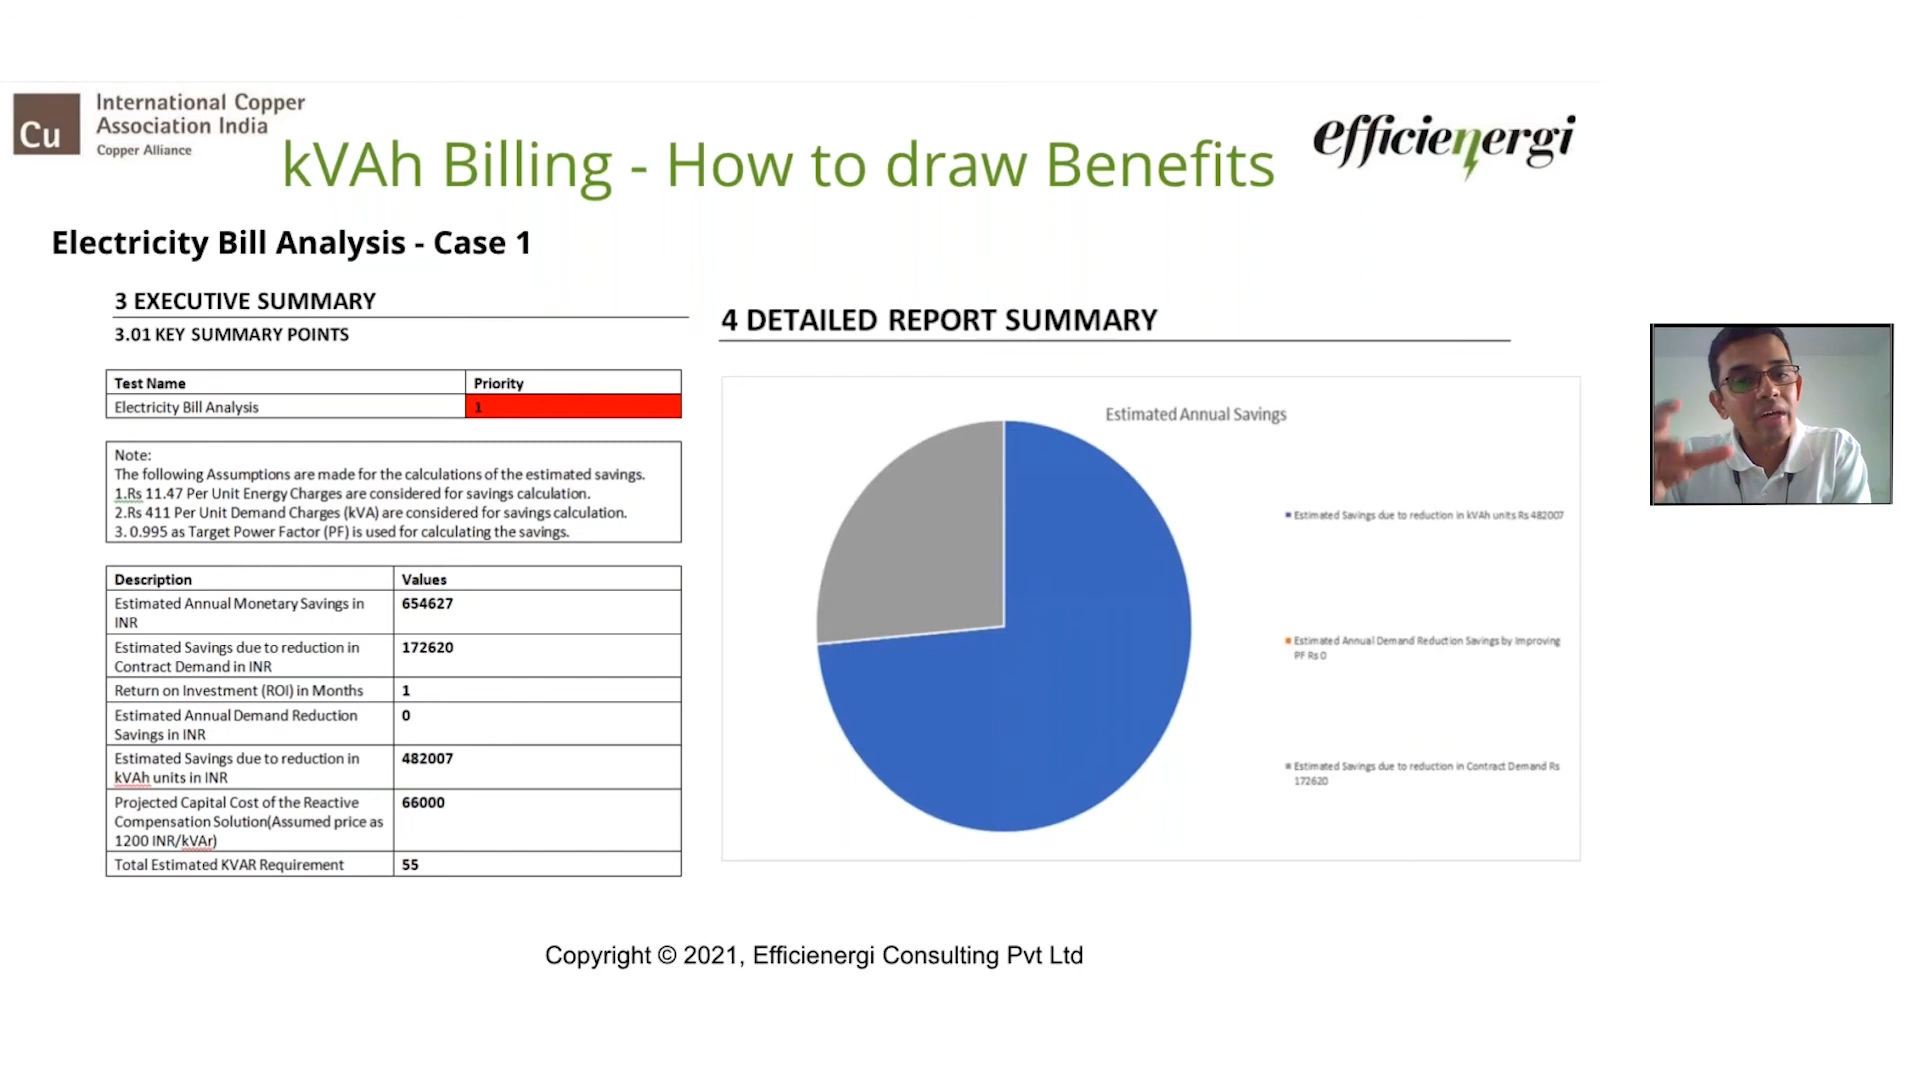 Cu
International Copper
Association India
Copper Alliance
kVAh Billing - How to draw Benefits
efficienergi
Electricity Bill Analysis - Case 1
3 EXECUTIVE SUMMARY
3.01 KEY SUMMARY POINTS
Test Name Priority
Electricity Bill Analysis 1
Note:
The following Assumptions are made for the calculations of the estimated savings.
1.Rs 11.47 Per Unit Energy Charges are considered for savings calculation.
2.Rs 411 Per Unit Demand Charges (kVA) are considered for savings calculation.
3. 0.995 as Target Power Factor (PF) is used for calculating the savings.
Description Values
Estimated Annual Monetary Savings in 654627
INR
Estimated Savings due to reduction in 172620
Contract Demand in INR
Return on Investment (ROI) in Months 1
Estimated Annual Demand Reduction 0
Savings in INR
Estimated Savings due to reduction in 482007
kVAh units in INR
Projected Capital Cost of the Reactive 66000
Compensation Solution(Assumed price as
1200 INR/kVAr)
Total Estimated KVAR Requirement 55
4 DETAILED REPORT SUMMARY
Estimated Annual Savings
Estimated Savings due to reduction in kVAh units Rs 482007
Estimated Annual Demand Reduction Savings by Improving
PF Rs 0
Estimated Savings due to reduction in Contract Demand Rs
172620
Copyright © 2021, Efficienergi Consulting Pvt Ltd